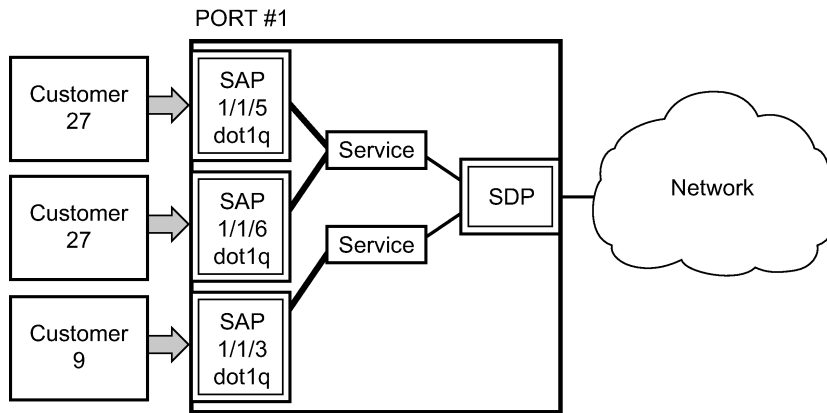 PORT #1
Customer
27
SAP
1/1/5
dot1q
Service
Customer
27
SAP
1/1/6
dot1q
SDP
Network
Service
Customer
9
SAP
1/1/3
dot1q